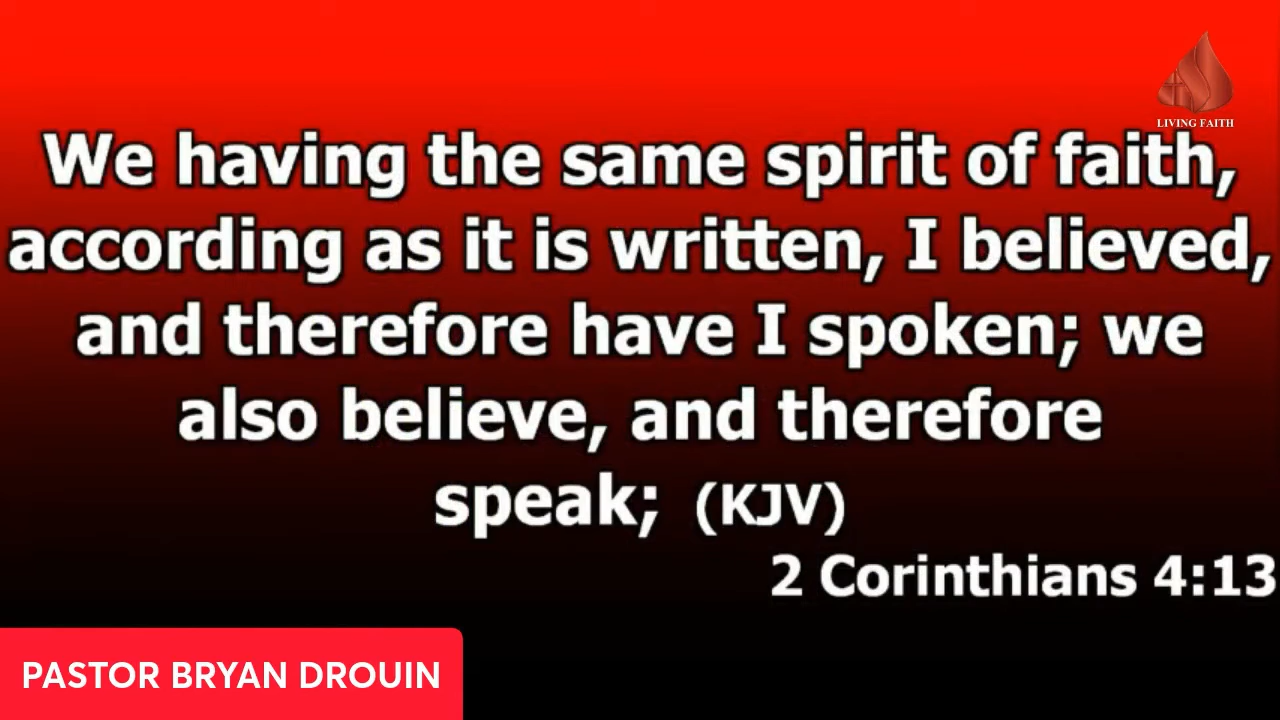 LIVING FAITH
We having the same spirit of faith,
according as it is written, I believed,
and therefore have I spoken; we
also believe, and therefore
speak; (KJV)
2 Corinthians 4:13
PASTOR BRYAN DROUIN